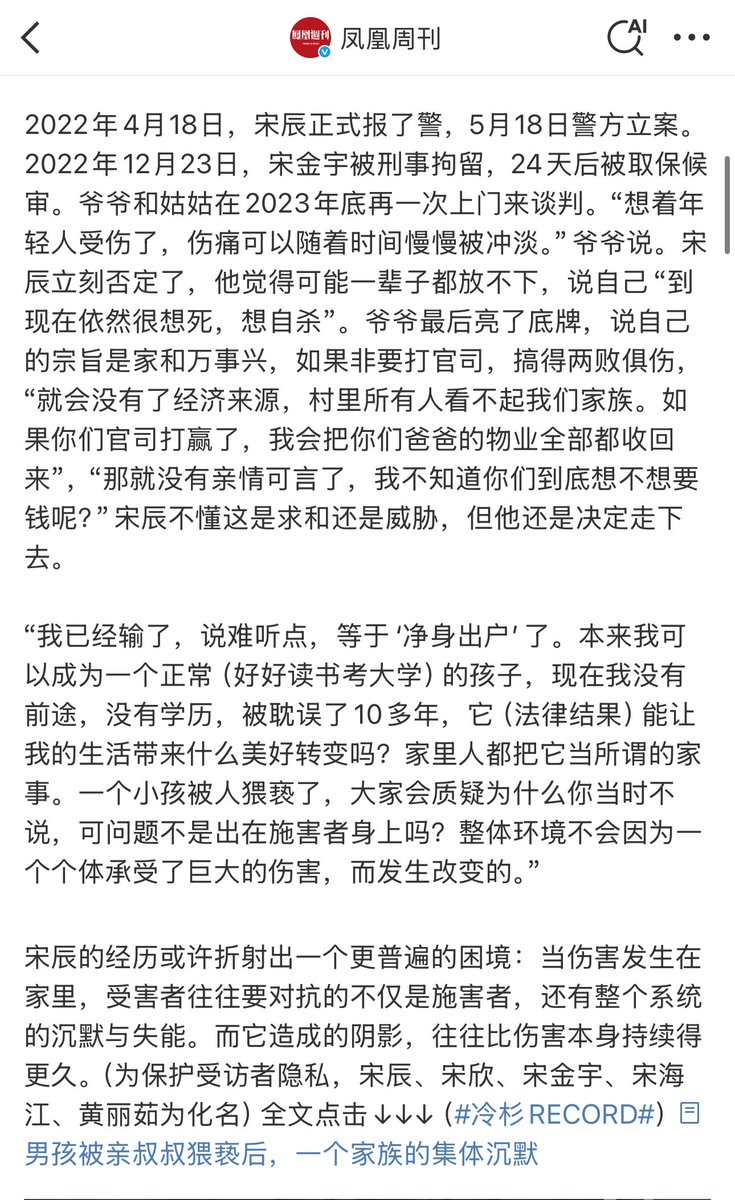 凤凰周刊
AI
2022年4月18日，宋辰正式报了警，5月18日警方立案。
2022年12月23日，宋金宇被刑事拘留，24天后被取保候
审。爷爷和姑姑在2023年底再一次上门来谈判。“想着年
轻人受伤了，伤痛可以随着时间慢慢被冲淡。”爷爷说。宋
辰立刻否定了，他觉得可能一辈子都放不下，说自己“到
现在依然很想死，想自杀”。爷爷最后亮了底牌，说自己
的宗旨是家和万事兴，如果非要打官司，搞得两败俱伤，
“就会没有了经济来源，村里所有人看不起我们家族。如
果你们官司打赢了，我会把你们爸爸的物业全部都收回
来”，“那就没有亲情可言了，我不知道你们到底想不想要
钱呢？”宋辰不懂这是求和还是威胁，但他还是决定走下
去。
“我已经输了，说难听点，等于‘净身出户’了。本来我可
以成为一个正常（好好读书考大学）的孩子，现在我没有
前途，没有学历，被耽误了10多年，它（法律结果）能让
我的生活带来什么美好转变吗？家里人都把它当所谓的家
事。一个小孩被人猥亵了，大家会质疑为什么你当时不
说，可问题不是出在施害者身上吗？整体环境不会因为一
个个体承受了巨大的伤害，而发生改变的。”
宋辰的经历或许折射出一个更普遍的困境：当伤害发生在
家里，受害者往往要对抗的不仅是施害者，还有整个系统
的沉默与失能。而它造成的阴影，往往比伤害本身持续得
更久。（为保护受访者隐私，宋辰、宋欣、宋金宇、宋海
江、黄丽茹为化名）全文点击↓↓↓（#冷杉RECORD#）
男孩被亲叔叔猥亵后，一个家族的集体沉默